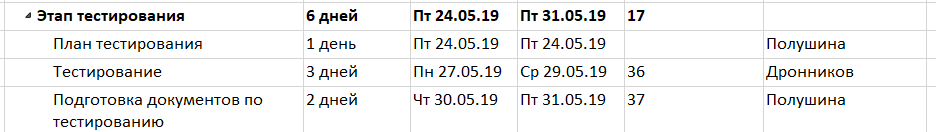 Этап тестирования 6 дней Пт 24.05.19 Пт 31.05.19 17
План тестирования 1 день Пт 24.05.19 Пт 24.05.19 Полушина
Тестирование 3 дней Пн 27.05.19 Ср 29.05.19 36 Дронников
Подготовка документов по 2 дней Чт 30.05.19 Пт 31.05.19 37 Полушина
тестированию